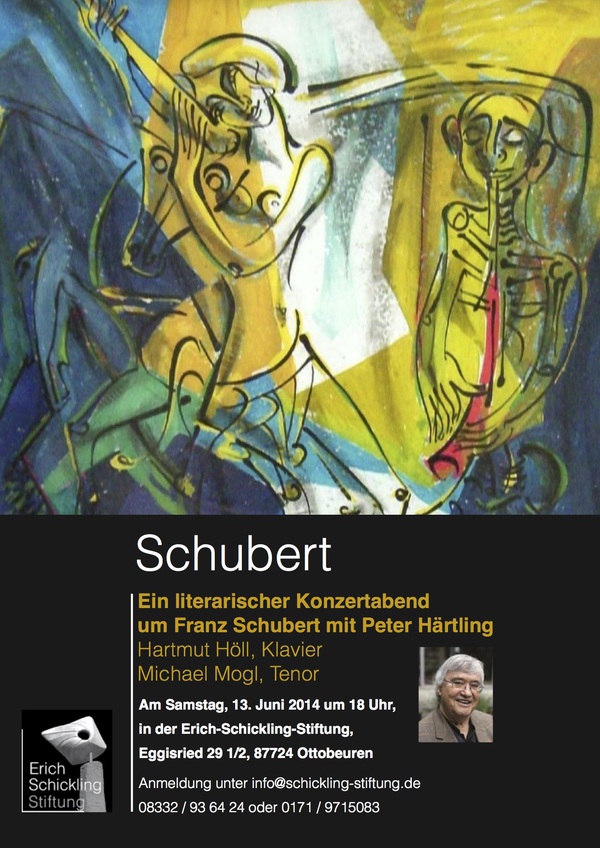 Schubert
Ein literarischer Konzertabend
um Franz Schubert mit Peter Härtling
Hartmut Höll, Klavier
Michael Mogl, Tenor
Am Samstag, 13. Juni 2014 um 18 Uhr,
in der Erich-Schickling-Stiftung,
Eggisried 29 1/2, 87724 Ottobeuren
Anmeldung unter info@schickling-stiftung.de
08332 / 93 64 24 oder 0171 / 9715083
Erich
Schickling
Stiftung